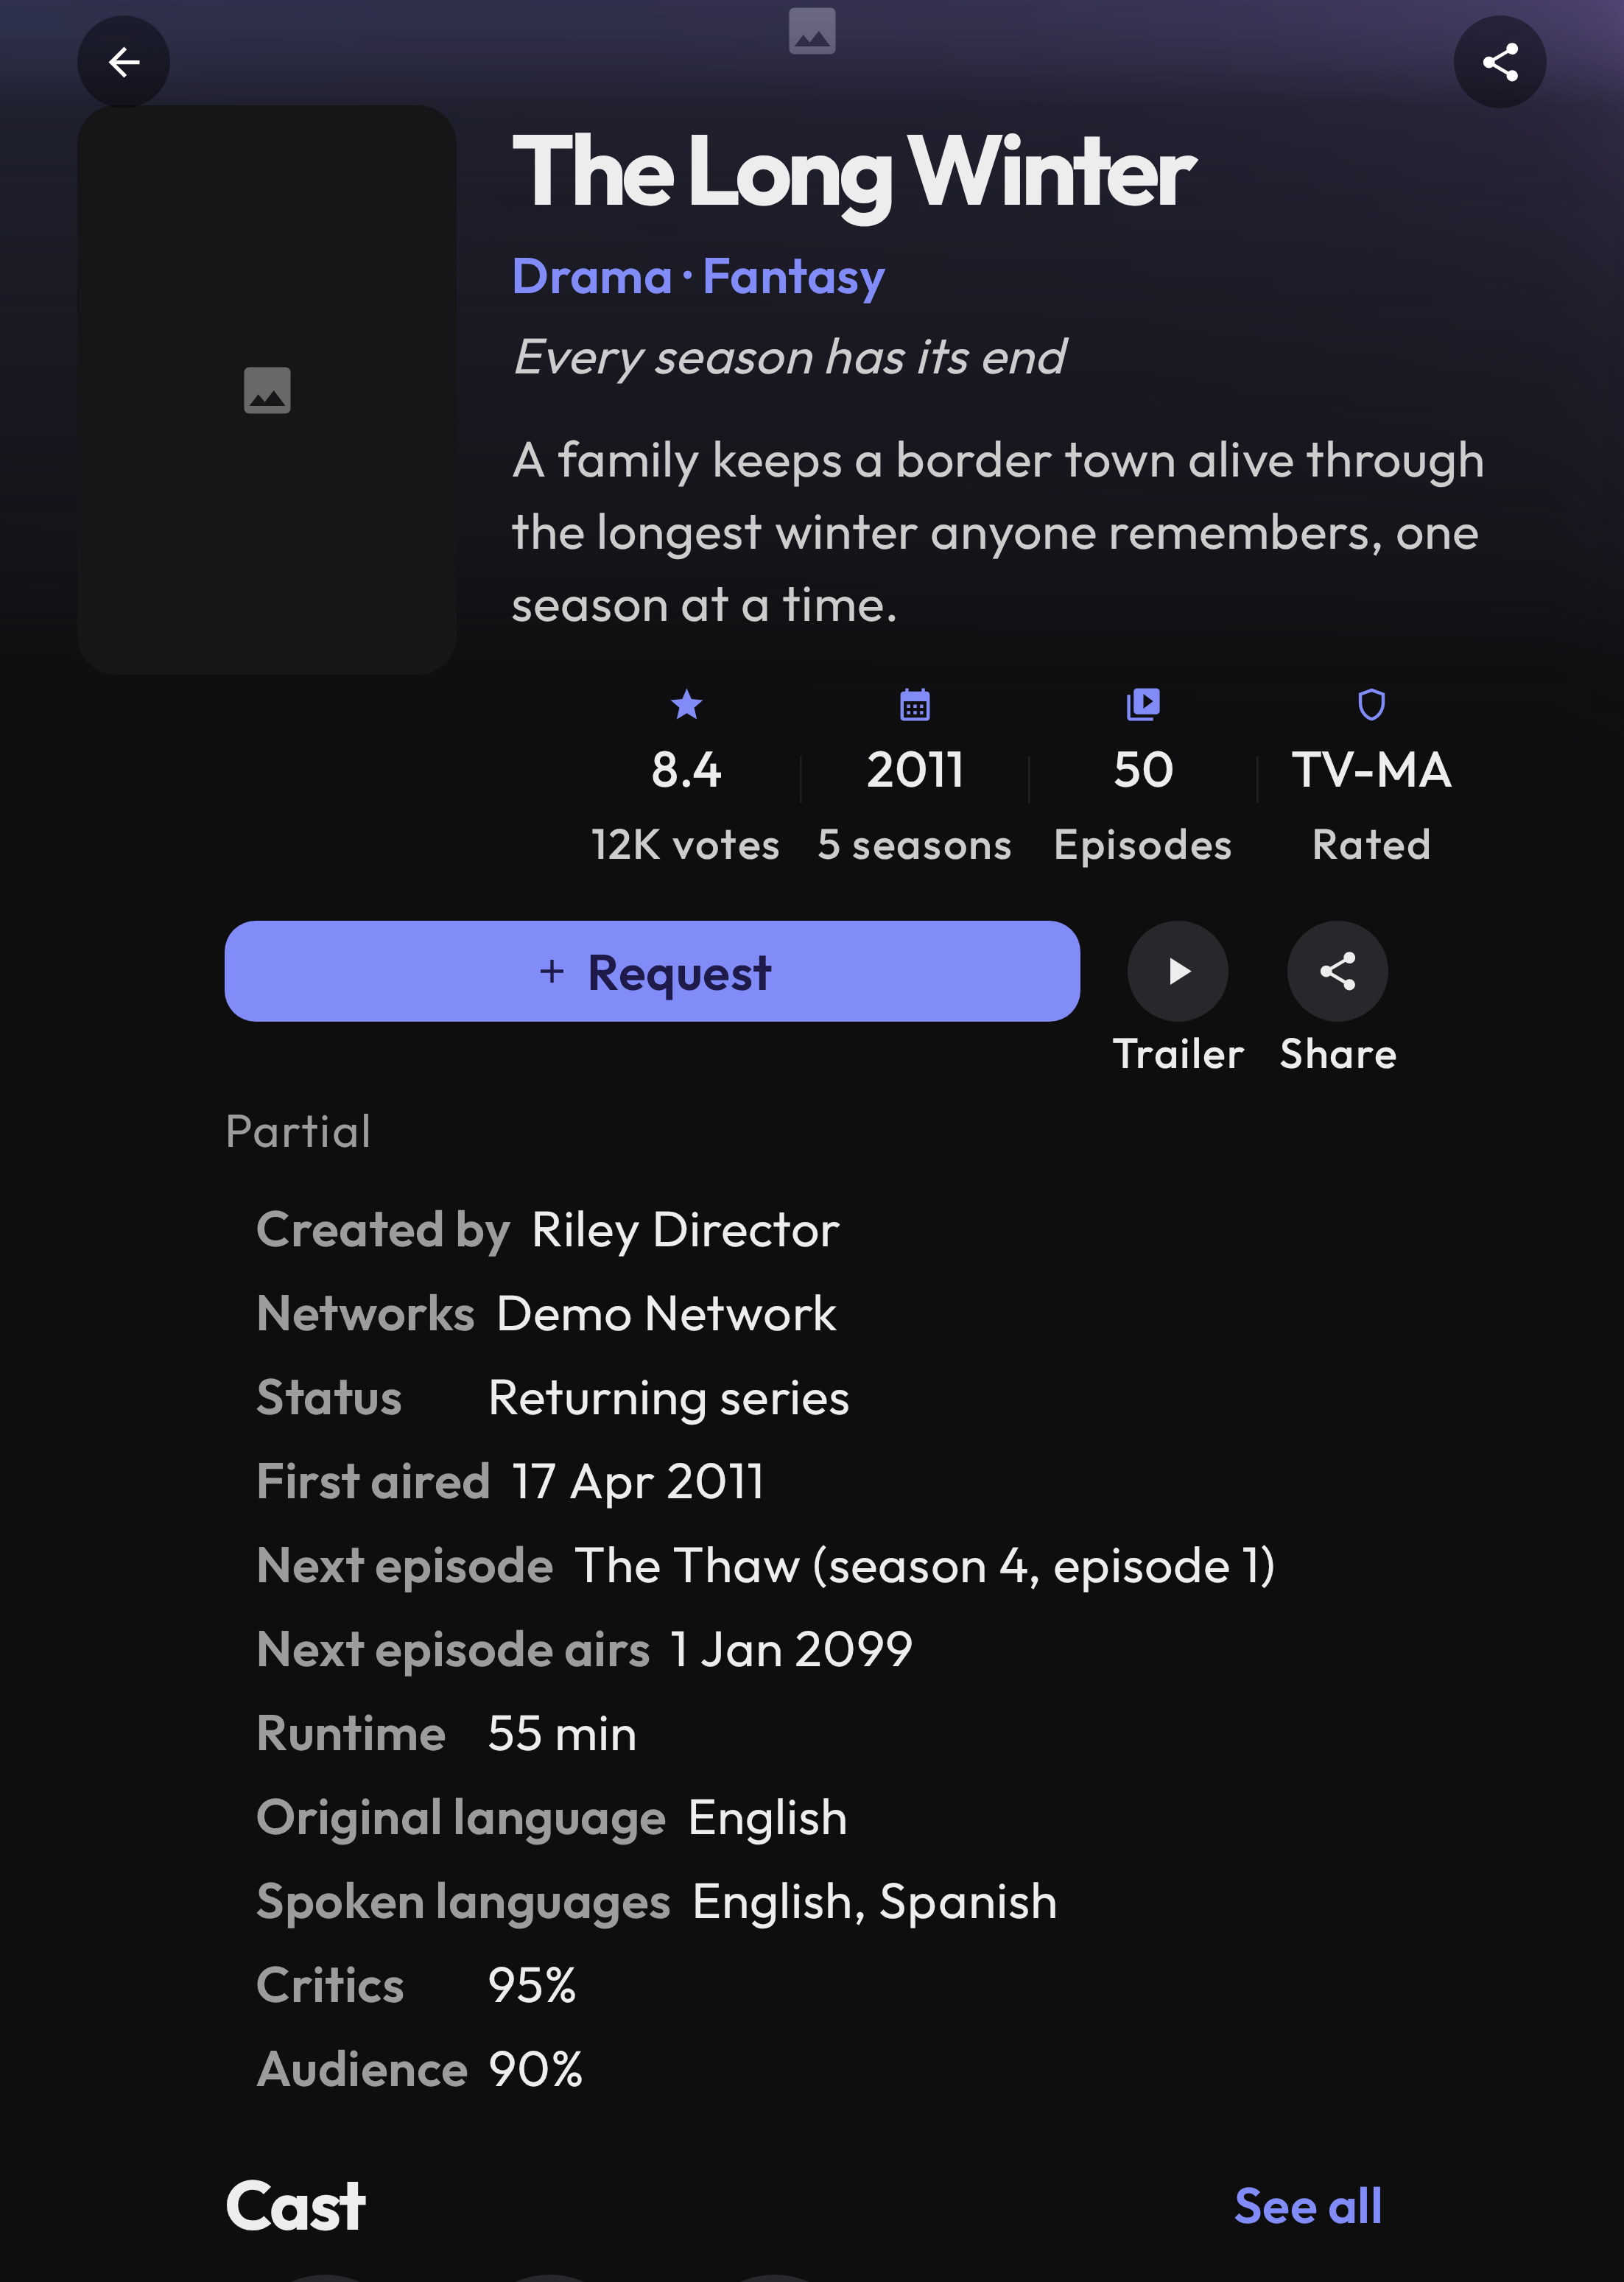 The Long Winter
Drama · Fantasy
Every season has its end
A family keeps a border town alive through
the longest winter anyone remembers, one
season at a time.
8.4 2011 50 TV-MA
12K votes 5 seasons Episodes Rated
+ Request
Trailer Share
Partial
Created by Riley Director
Networks Demo Network
Status Returning series
First aired 17 Apr 2011
Next episode The Thaw (season 4, episode 1)
Next episode airs 1 Jan 2099
Runtime 55 min
Original language English
Spoken languages English, Spanish
Critics 95%
Audience 90%
Cast See all